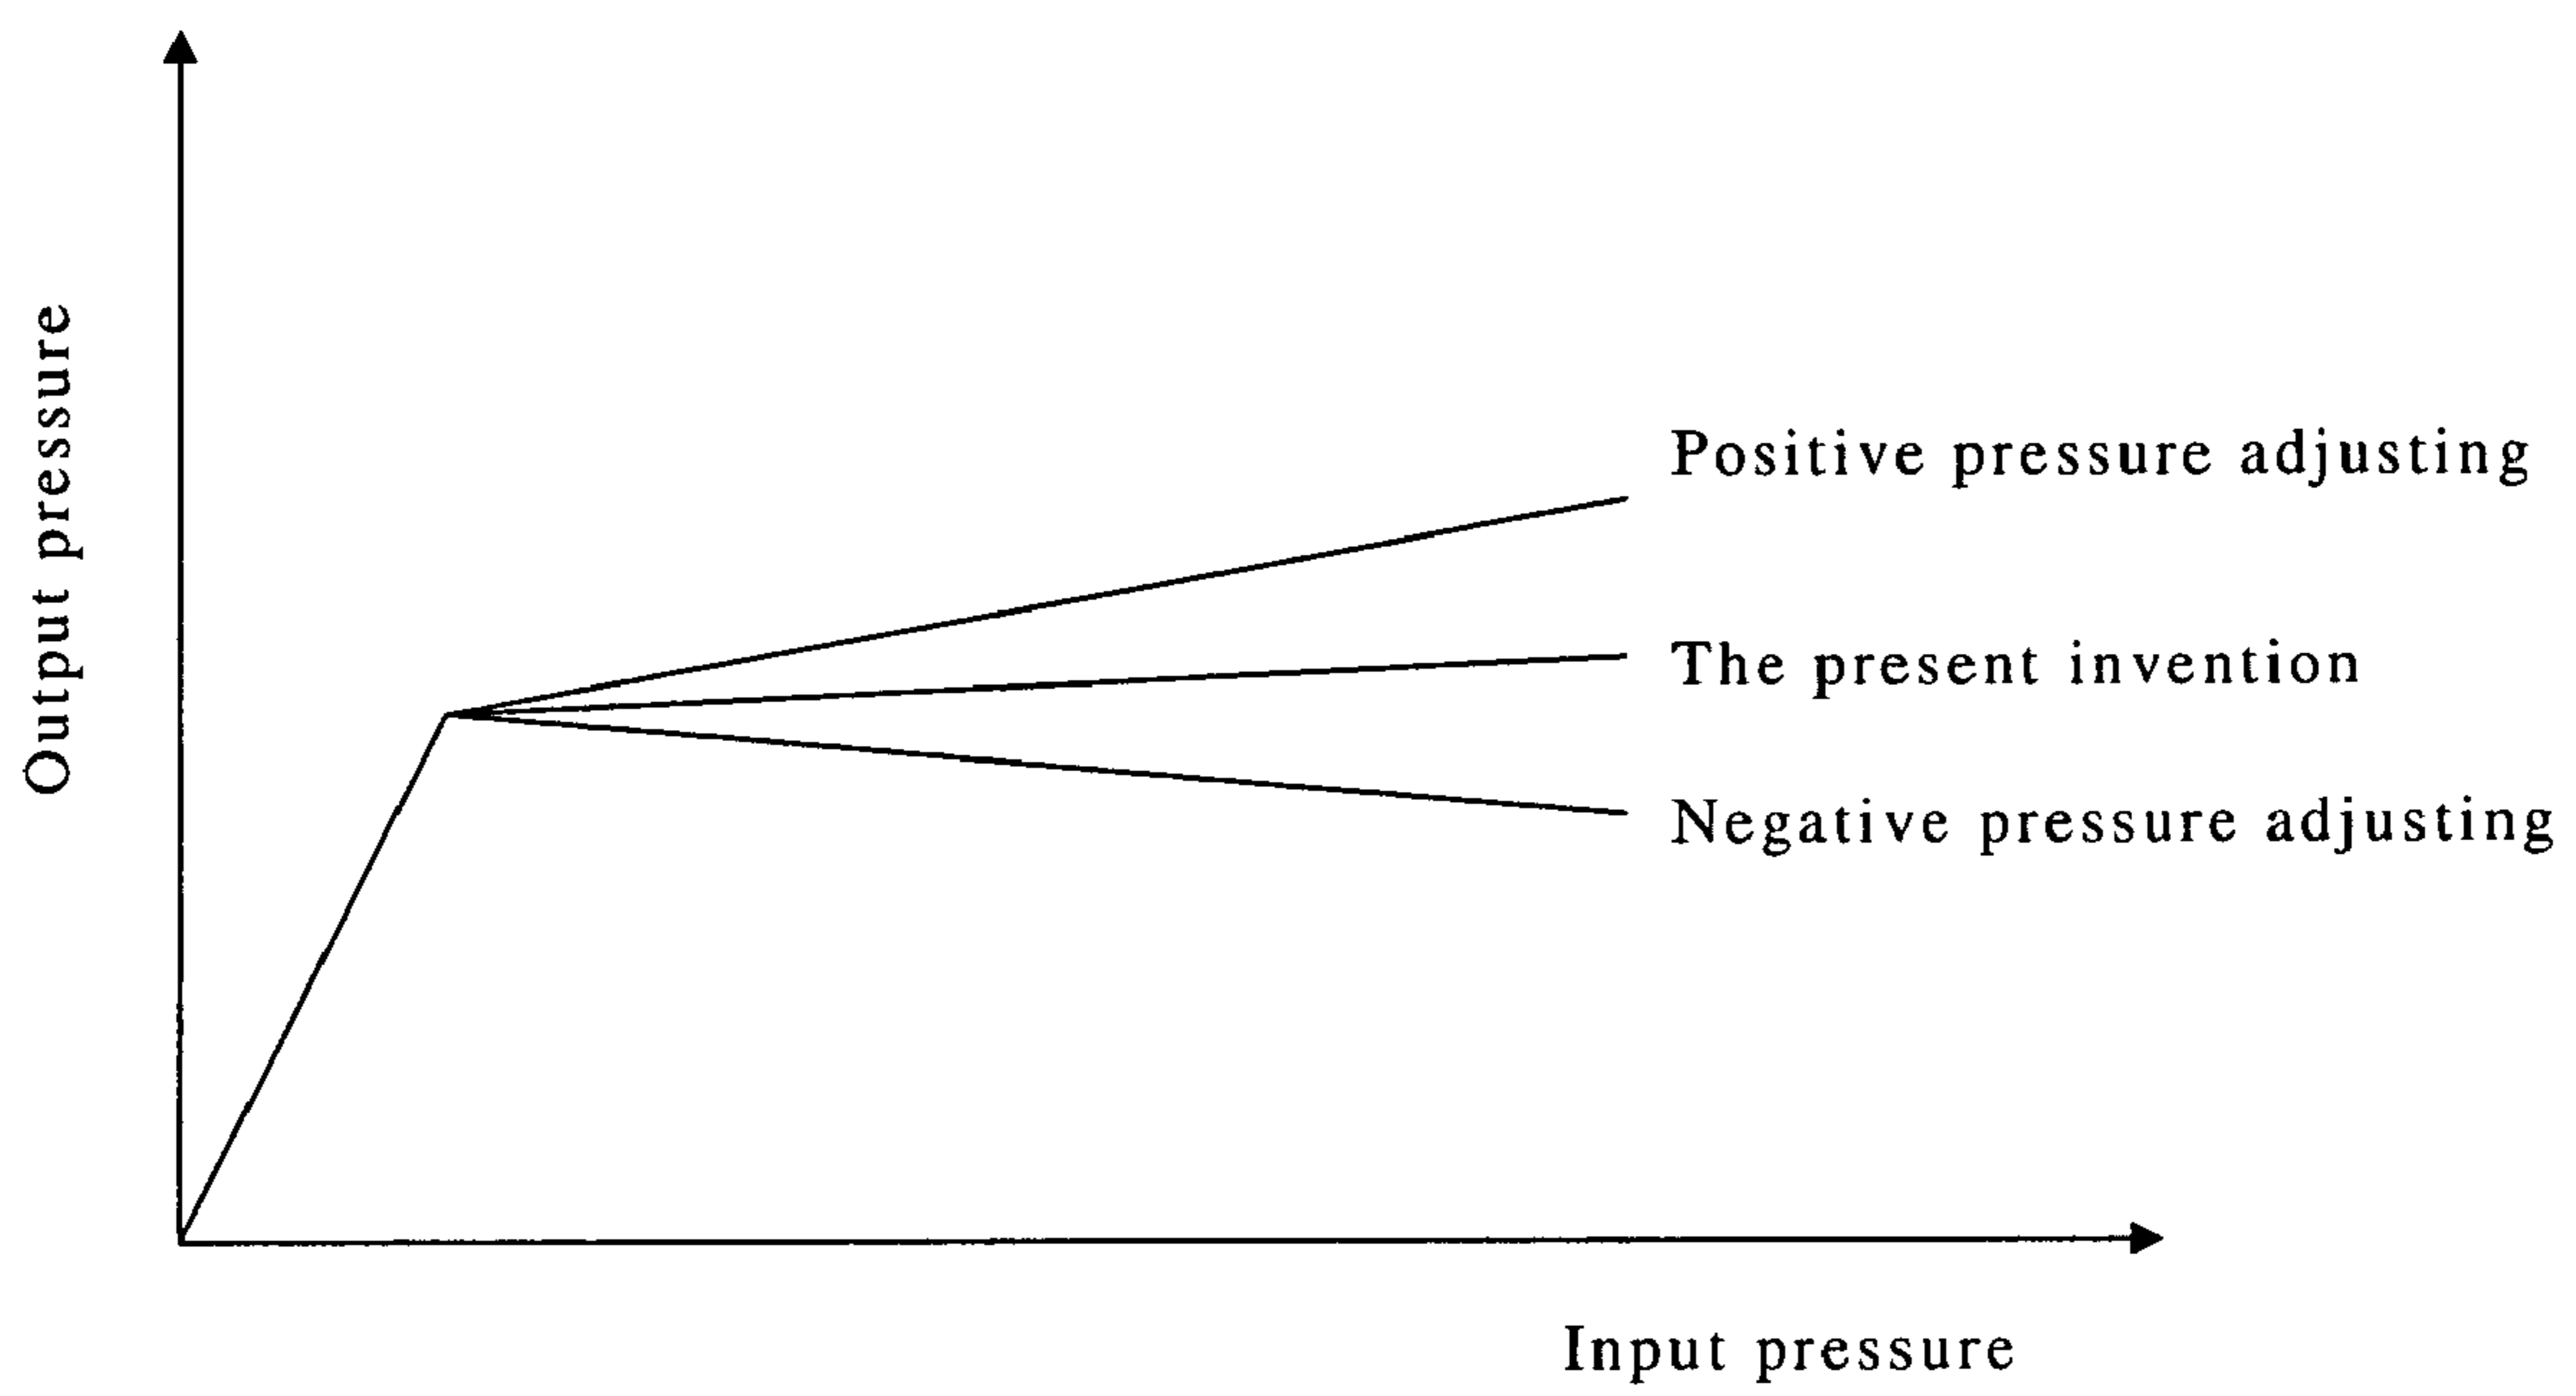 Output pressure
Positive pressure adjusting
The present invention
Negative pressure adjusting
Input pressure